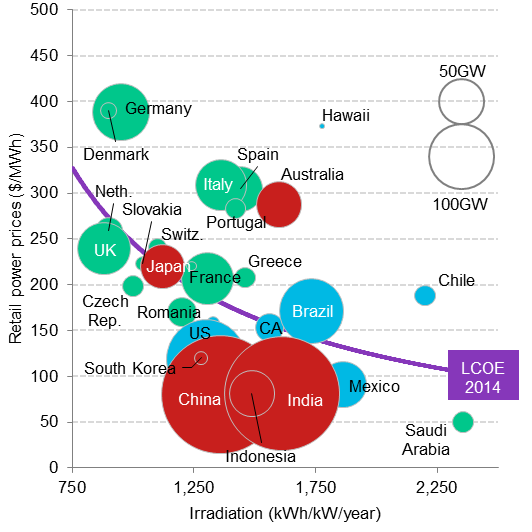 Retail power prices ($/MWh)
500
450
400
350
300
250
200
150
100
50
0
50GW
100GW
Germany
Denmark
Hawaii
Spain
Italy
Australia
Portugal
Neth.
Slovakia
Switz.
UK
Japan
France
Greece
Czech
Rep.
Romania
Chile
Brazil
US
CA.
South Korea
China
India
Mexico
Indonesia
LCOE
2014
Saudi
Arabia
750
1,250
1,750
2,250
Irradiation (kWh/kW/year)